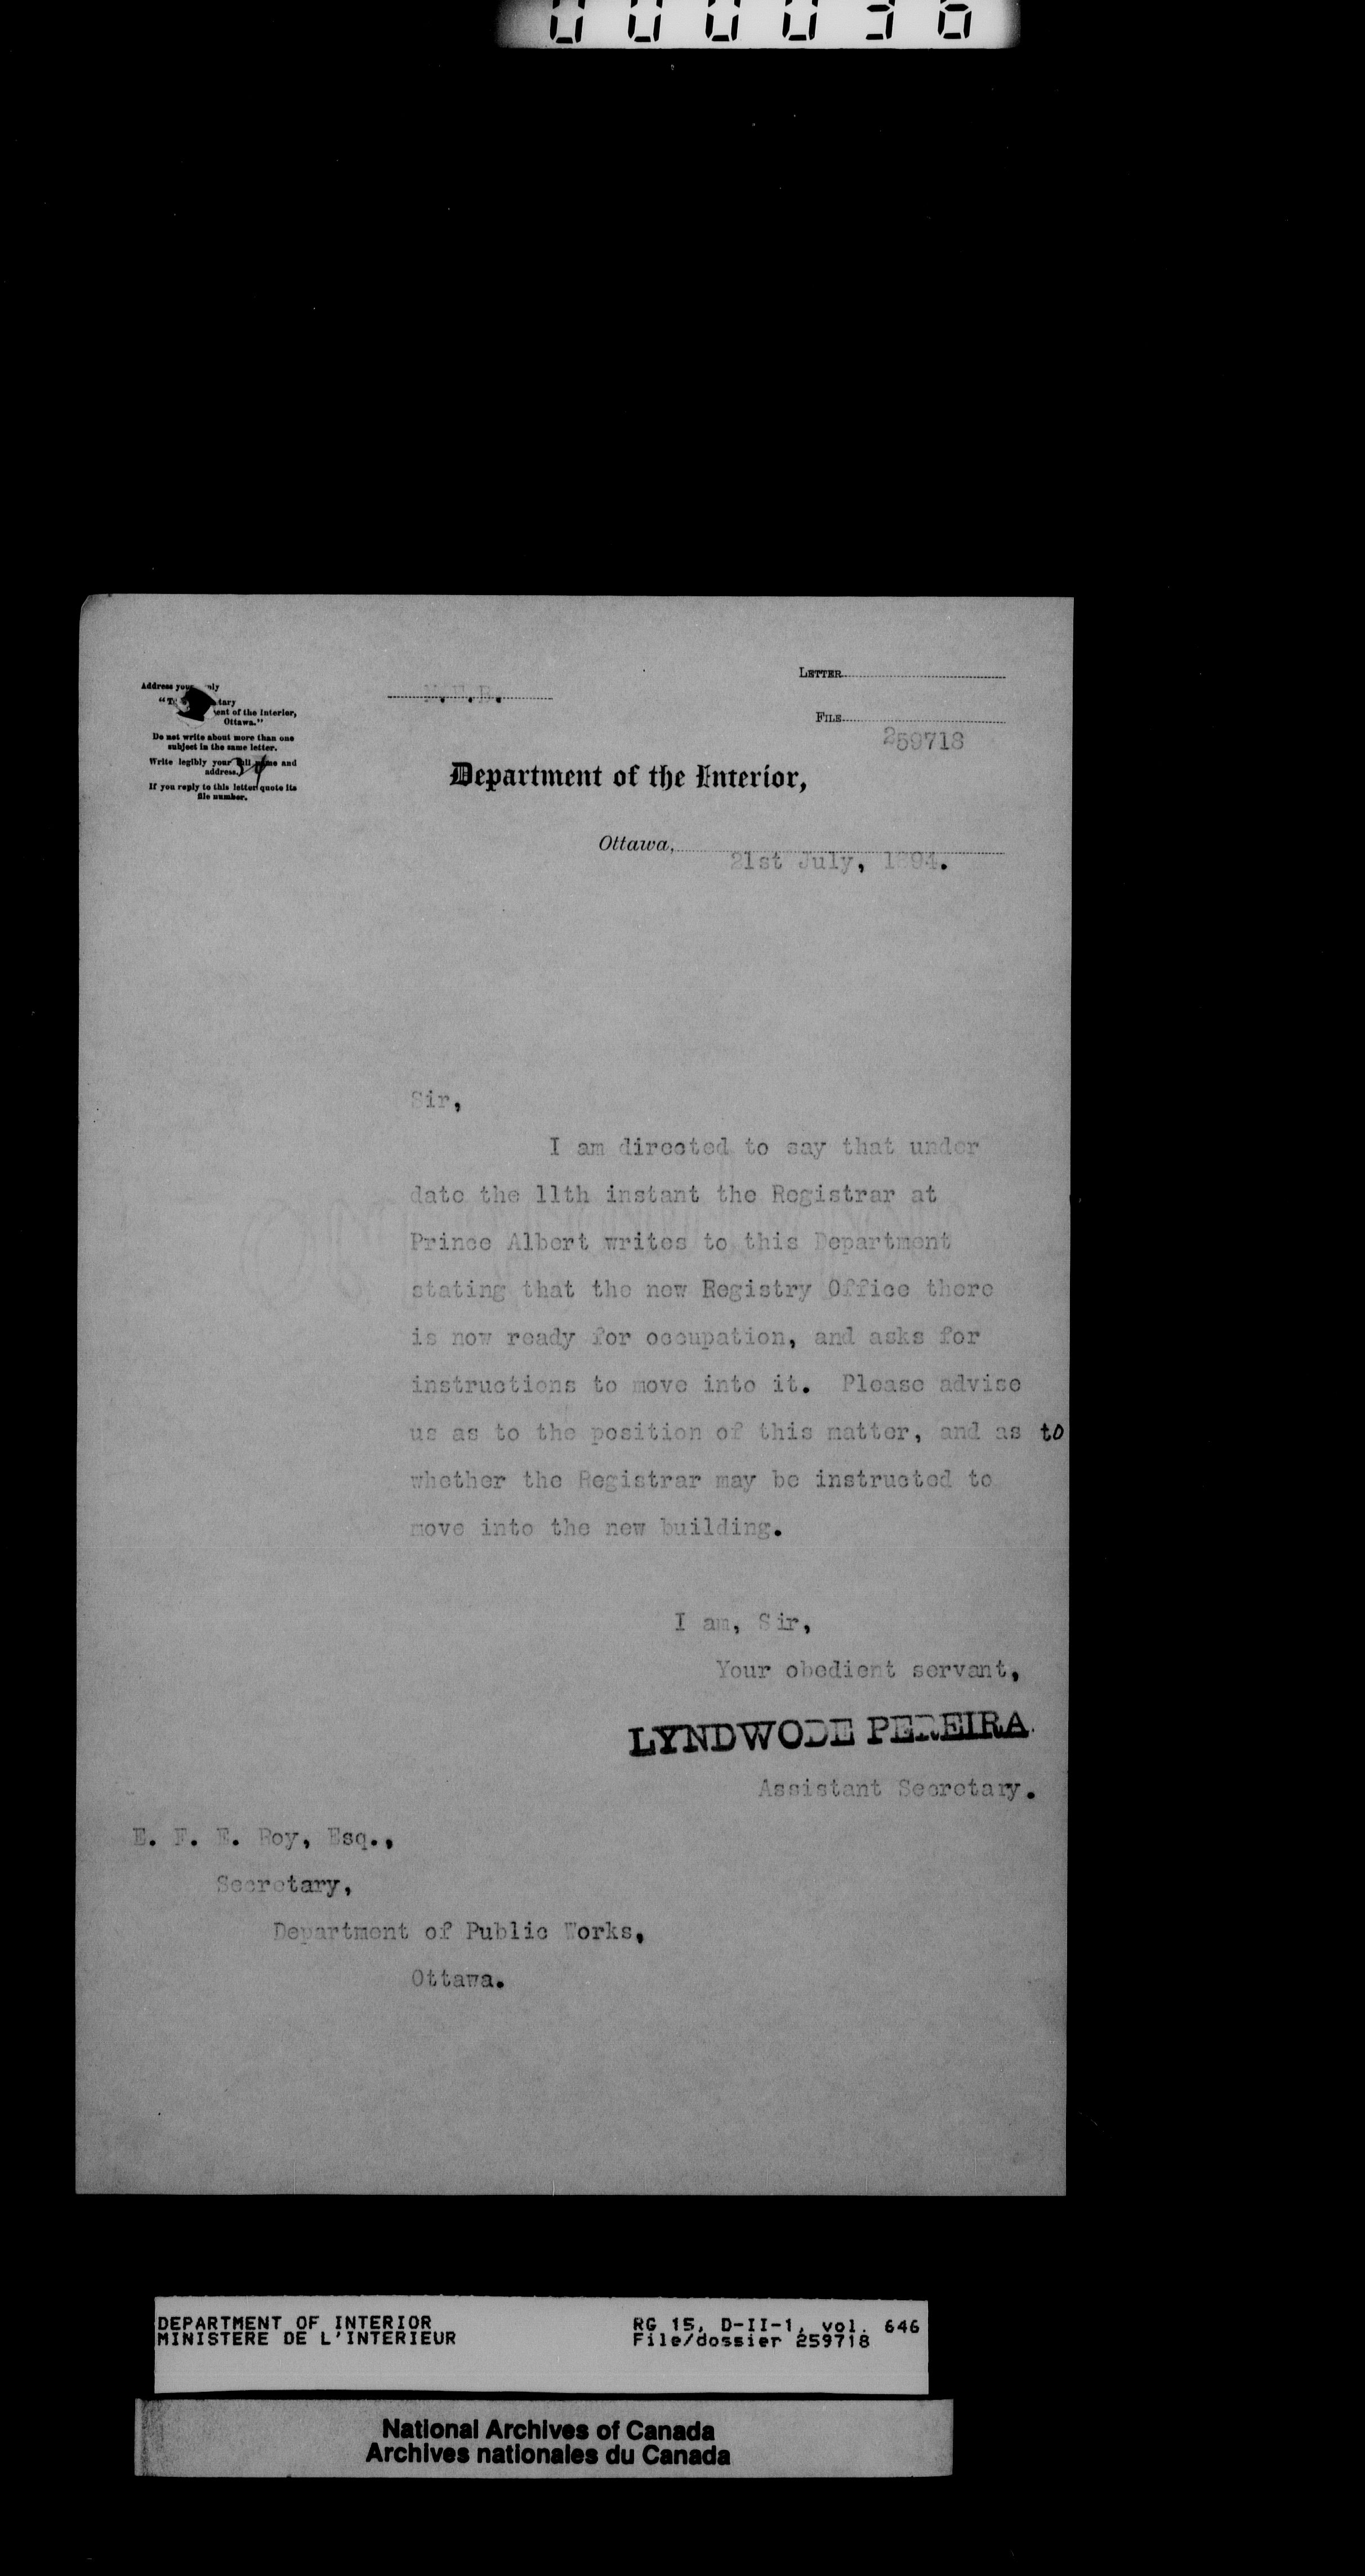 000036
Address your
Ottawa."
of the Interior,
Do not write about more than one
subject in the same letter.
Write legibly your full name and
address.
If you reply to this letter quote its
file number.
LETTER
FILE
259718
Department of the Interior,
Ottawa,
21st July, 1894.
Sir,
I am directed to say that under
date the 11th instant the Registrar at
Prince Albert writes to this Department
stating that the new Registry Office there
is now ready for occupation, and asks for
instructions to move into it. Please advise
us as to the position of this matter, and as to
whether the Registrar may be instructed to
move into the new building.
I am, Sir,
Your obedient servant,
LYNDWODE PEREIRA.
Assistant Secretary.
E. F. E. Roy, Esq.,
Secretary,
Department of Public Works,
Ottawa.
DEPARTMENT OF INTERIOR
MINISTERE DE L'INTERIEUR
RG 15, D-II-1, vol. 646
File/dossier 259718
National Archives of Canada
Archives nationales du Canada